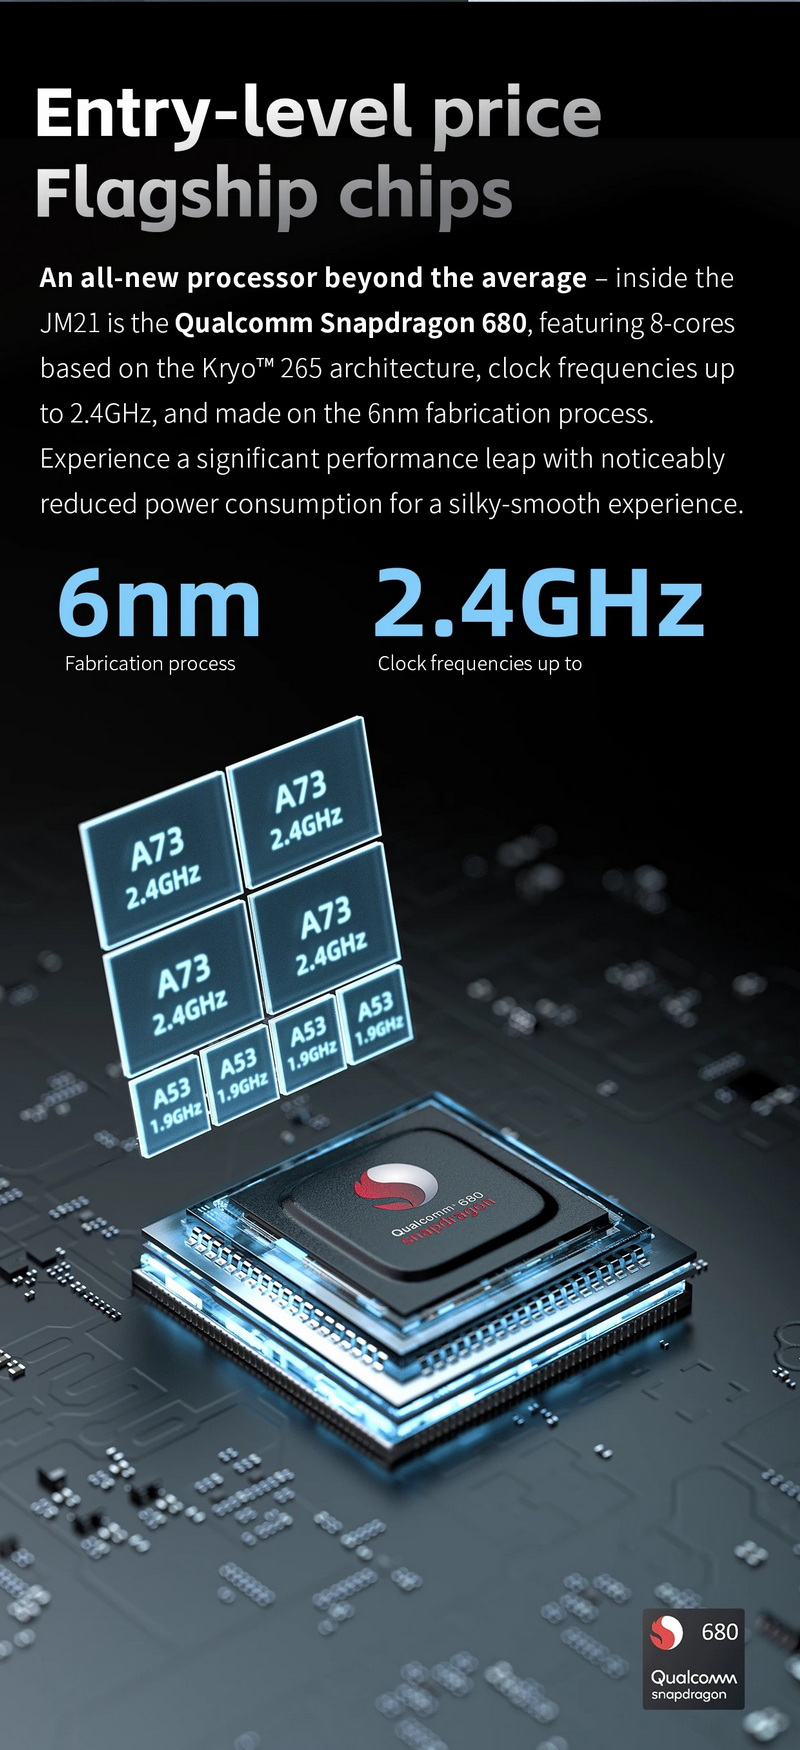 Entry-level price
Flagship chips
An all-new processor beyond the average – inside the
JM21 is the Qualcomm Snapdragon 680, featuring 8-cores
based on the Kryo™ 265 architecture, clock frequencies up
to 2.4GHz, and made on the 6nm fabrication process.
Experience a significant performance leap with noticeably
reduced power consumption for a silky-smooth experience.
6nm
Fabrication process
2.4GHz
Clock frequencies up to
A73
2.4GHz
A73
2.4GHz
A73
2.4GHz
A73
2.4GHz
A53
1.9GHz
A53
1.9GHz
A53
1.9GHz
A53
1.9GHz
Qualcomm 680
snapdragon
680
Qualcomm
snapdragon